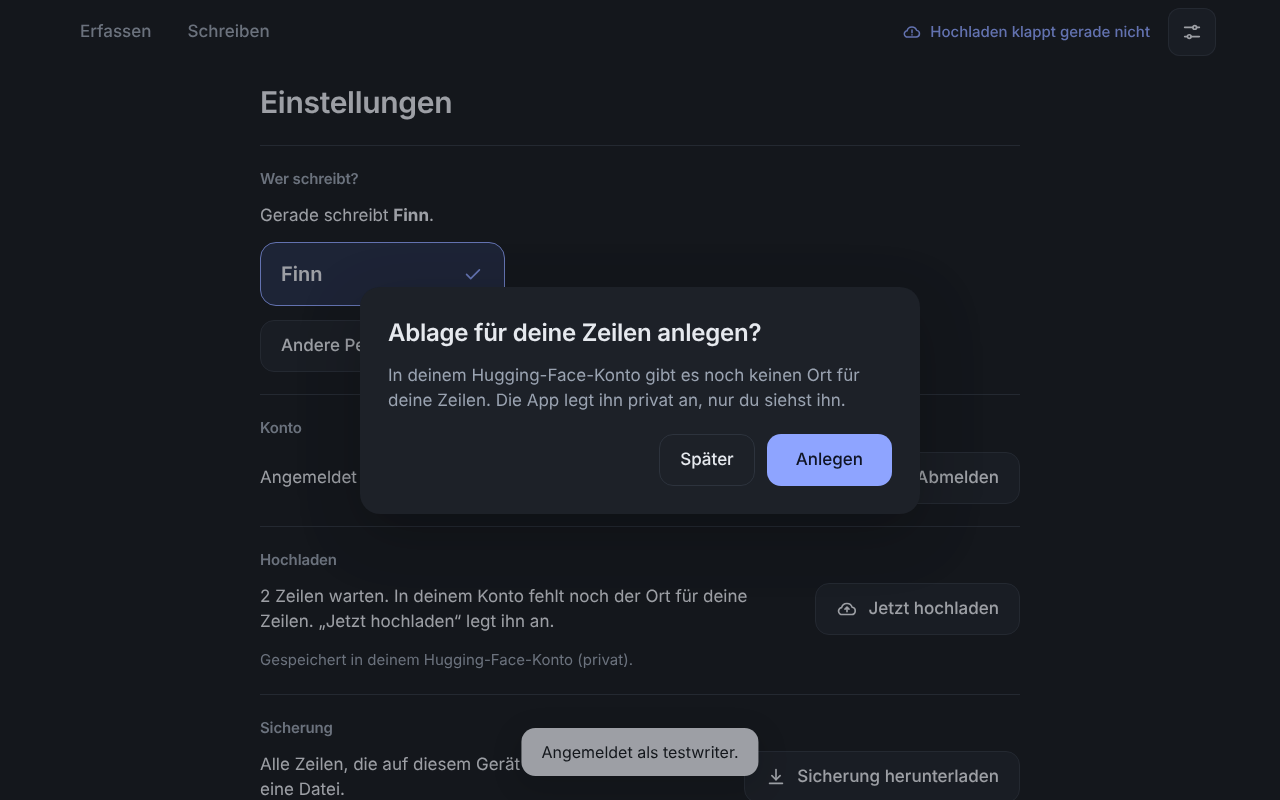 Erfassen Schreiben Hochladen klappt gerade nicht
Einstellungen
Wer schreibt?
Gerade schreibt Finn.
Finn
Andere Pe
Ablage für deine Zeilen anlegen?
In deinem Hugging-Face-Konto gibt es noch keinen Ort für
deine Zeilen. Die App legt ihn privat an, nur du siehst ihn.
Später Anlegen
Konto
Angemeldet Abmelden
Hochladen
2 Zeilen warten. In deinem Konto fehlt noch der Ort für deine
Zeilen. „Jetzt hochladen“ legt ihn an.
Jetzt hochladen
Gespeichert in deinem Hugging-Face-Konto (privat).
Sicherung
Alle Zeilen, die auf diesem Gerät
eine Datei.
Angemeldet als testwriter.
Sicherung herunterladen